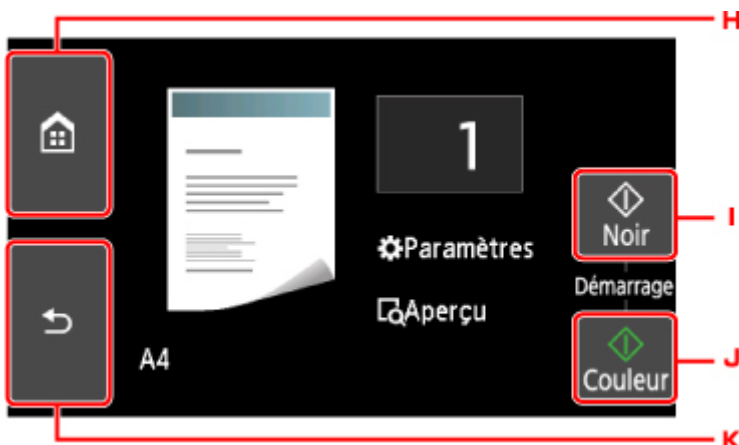 H
1
Noir
I
Paramètres
Démarrage
Aperçu
A4
Couleur
J
K